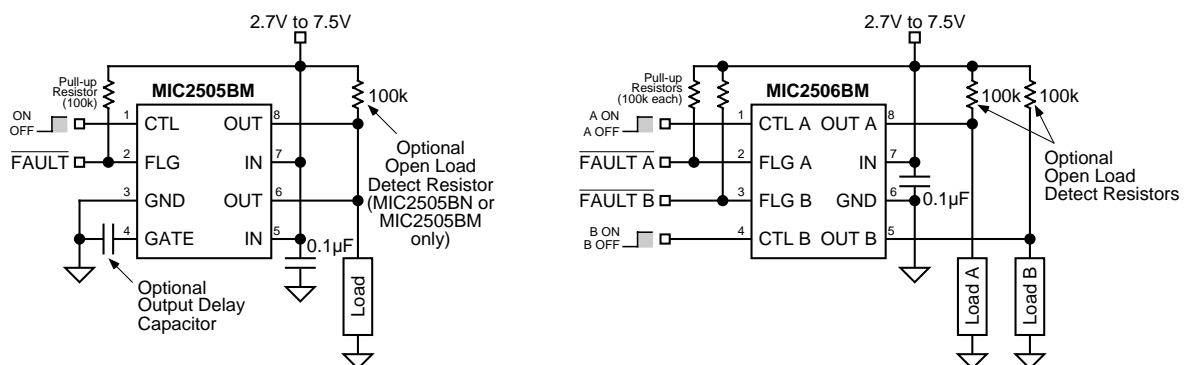 2.7V to 7.5V
MIC2505BM
Pull-up
Resistor
(100k)
100k
ON
OFF
1
CTL
OUT
8
FAULT
2
FLG
IN
7
3
GND
OUT
6
4
GATE
IN
5
0.1µF
Optional
Open Load
Detect Resistor
(MIC2505BN or
MIC2505BM
only)
Optional
Output Delay
Capacitor
Load
2.7V to 7.5V
MIC2506BM
Pull-up
Resistors
(100k each)
100k
100k
A ON
A OFF
1
CTL A
OUT A
8
FAULT A
2
FLG A
IN
7
FAULT B
3
FLG B
GND
6
0.1µF
B ON
B OFF
4
CTL B
OUT B
5
Optional
Open Load
Detect Resistors
Load A
Load B